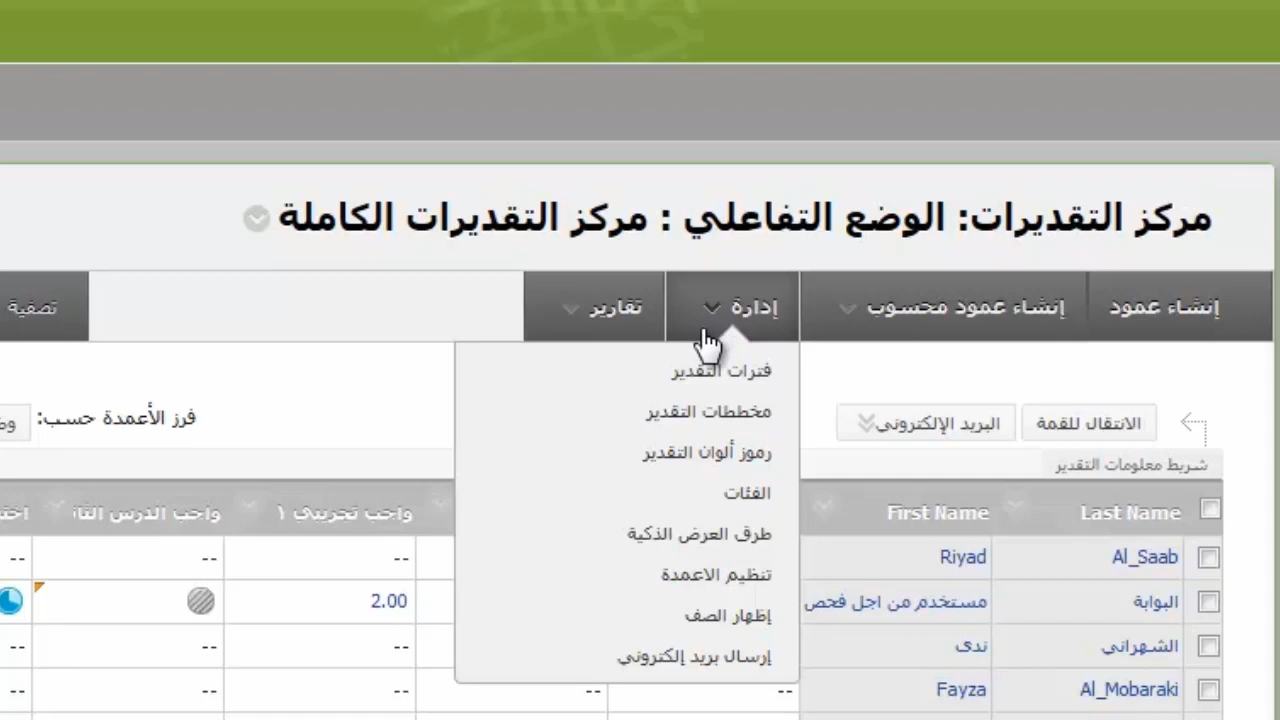 مركز التقديرات: الوضع التفاعلي : مركز التقديرات الكاملة
إنشاء عمود إنشاء عمود محسوب إدارة تقارير تصفية
فترات التقدير
مخططات التقدير
رموز ألوان التقدير
الفئات
طرق العرض الذكية
تنظيم الاعمدة
إظهار الصف
إرسال بريد إلكتروني
الانتقال للقمة البريد الإلكتروني فرز الأعمدة حسب:
شريط معلومات التقدير
Last Name First Name واجب تجريبي ١ واجب الدرس الثان
Al_Saab Riyad -- -- --
البوابة مستخدم من اجل فحص 2.00
الشهراني ندى -- -- --
Al_Mobaraki Fayza -- -- -- -- --